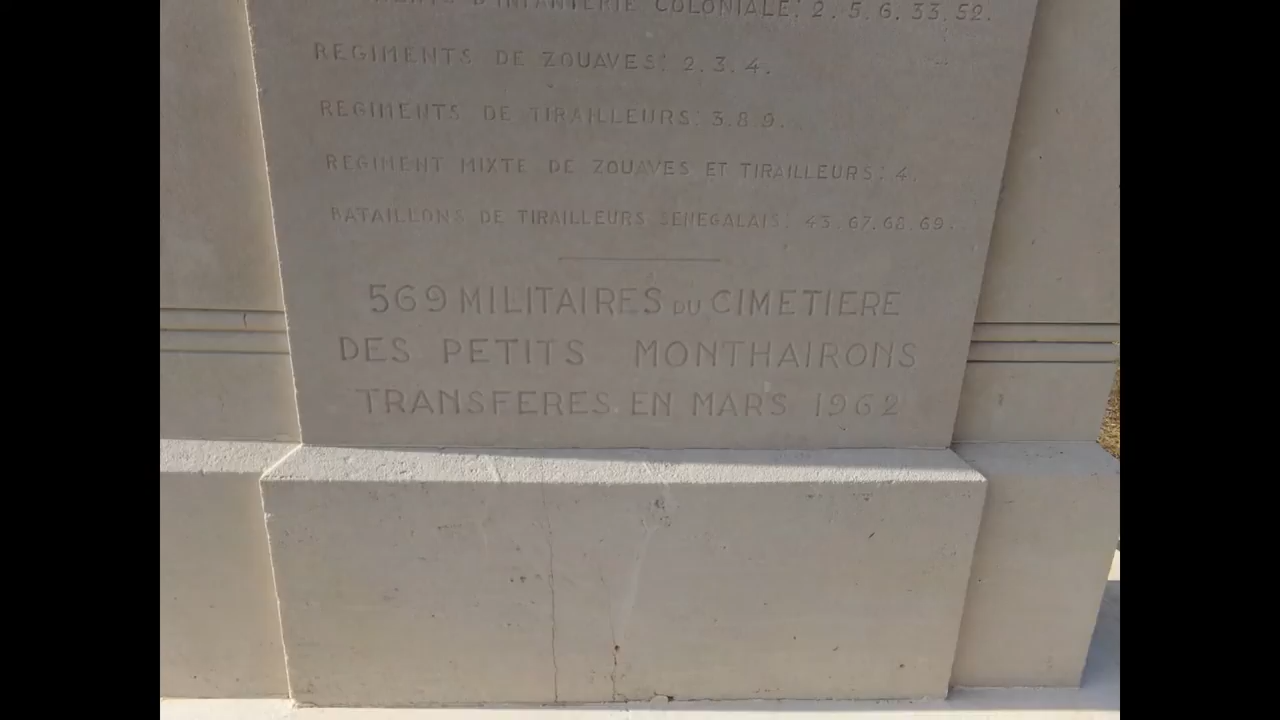 D'INFANTERIE COLONIALE: 2.5.6.33.52.
REGIMENTS DE ZOUAVES: 2.3.4.
REGIMENTS DE TIRAILLEURS: 3.8.9.
REGIMENT MIXTE DE ZOUAVES ET TIRAILLEURS: 4.
BATAILLONS DE TIRAILLEURS SENEGALAIS: 43.67.68.69.
569 MILITAIRES DU CIMETIERE
DES PETITS MONTHAIRONS
TRANSFERES EN MARS 1962